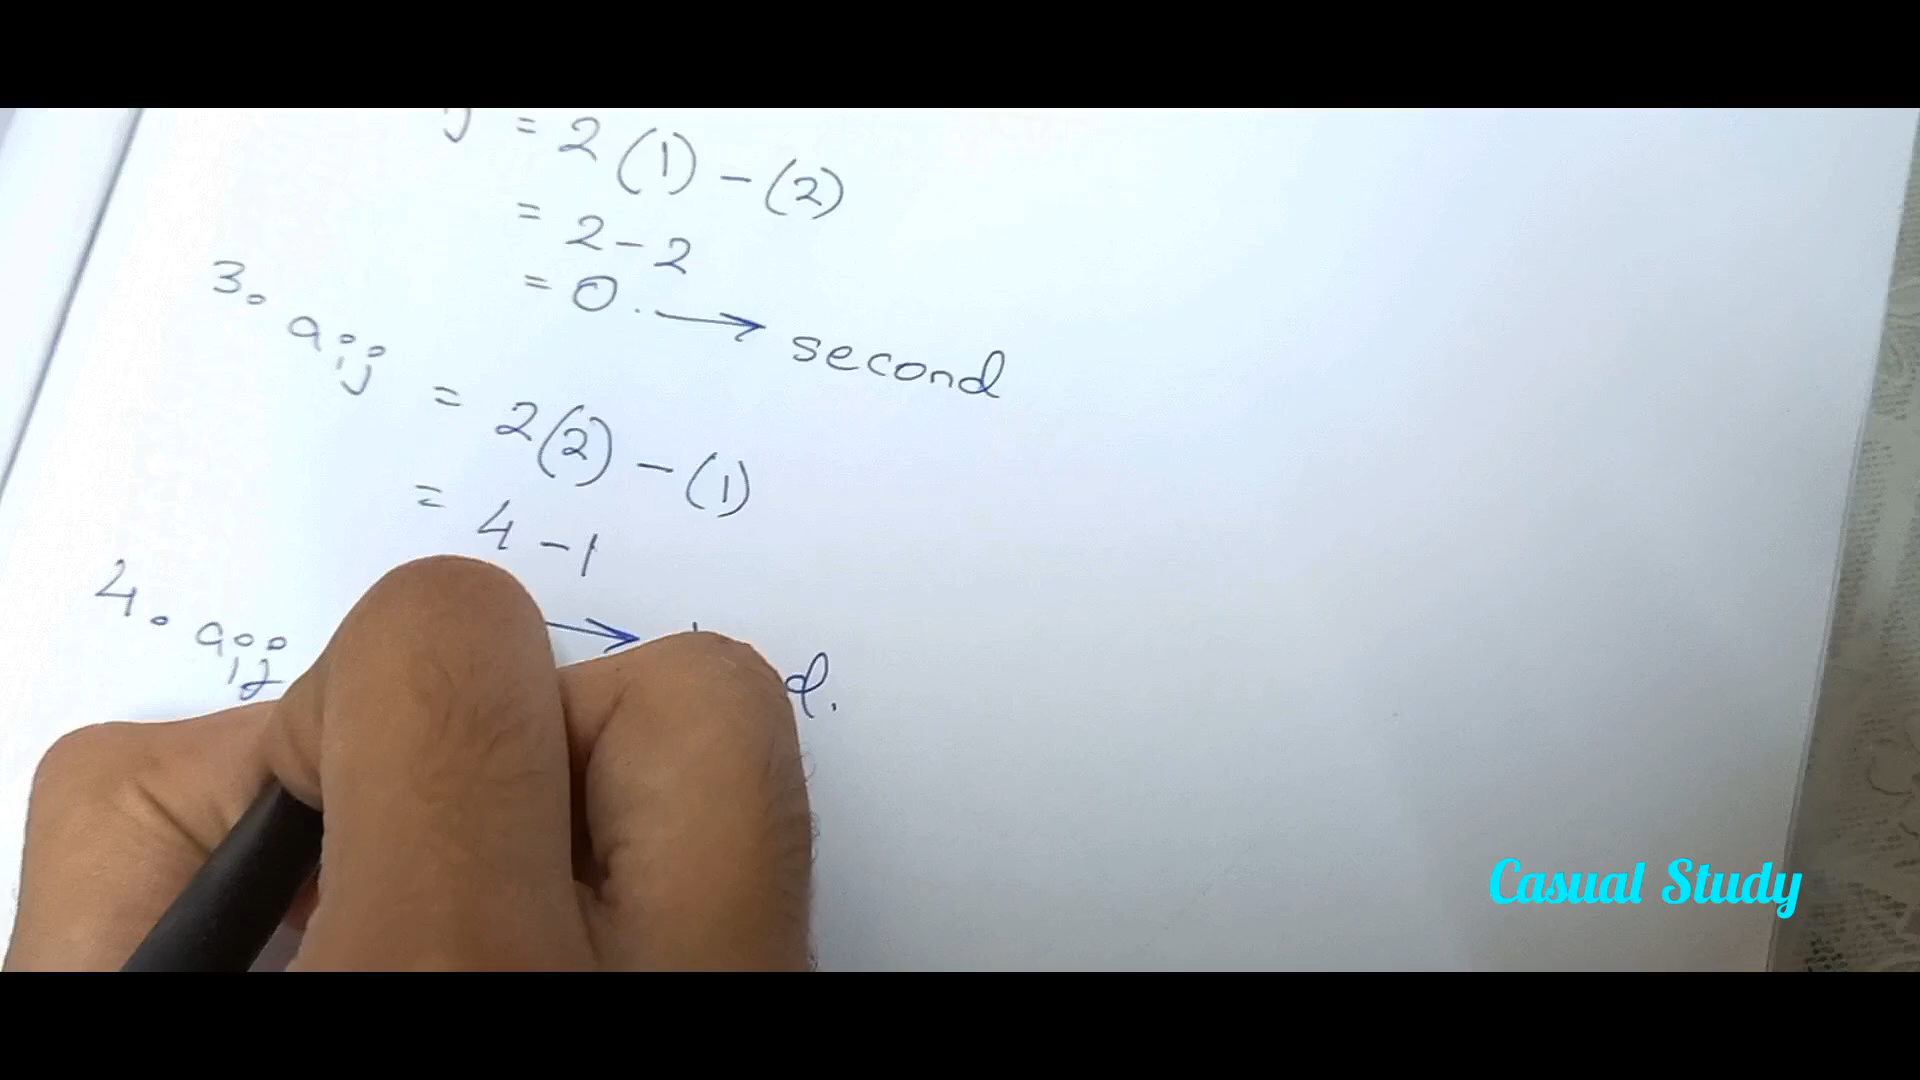 = 2 (1) - (2)
= 2 - 2
= 0. → second
3. aij = 2(2) - (1)
= 4 - 1
→
4. aij
Casual Study